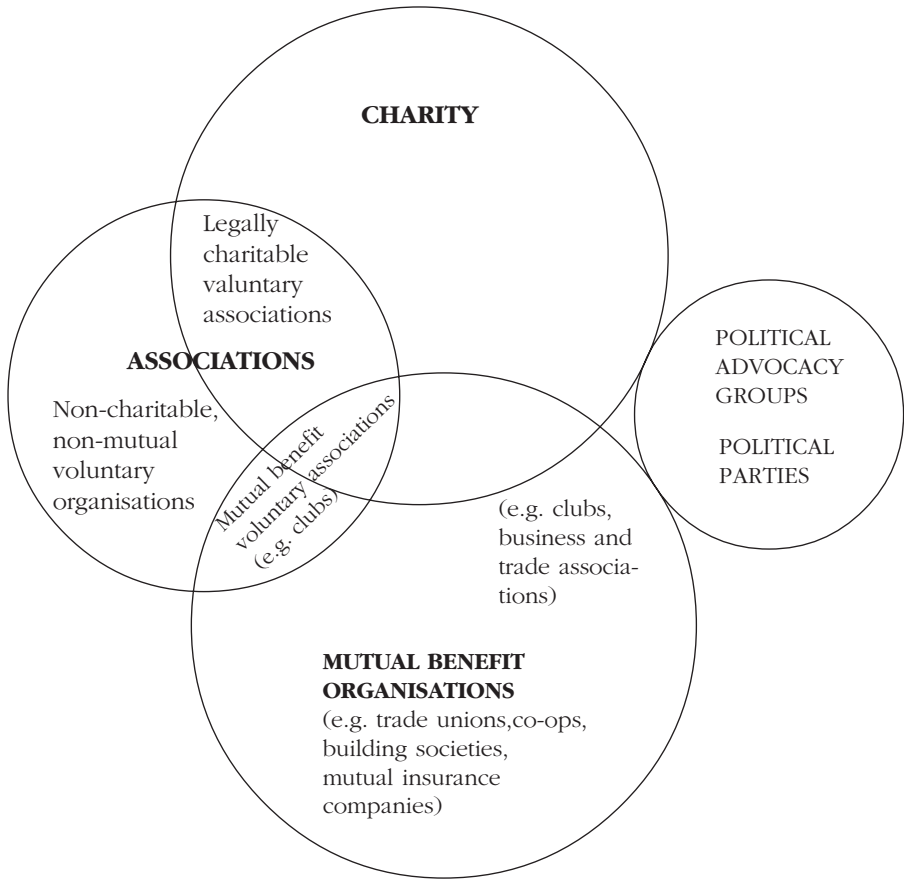 CHARITY
Legally
charitable
valuntary
associations
ASSOCIATIONS
Non-charitable,
non-mutual
voluntary
organisations
Mutual benefit
voluntary associations
(e.g. clubs)
POLITICAL
ADVOCACY
GROUPS
POLITICAL
PARTIES
(e.g. clubs,
business and
trade associa-
tions)
MUTUAL BENEFIT
ORGANISATIONS
(e.g. trade unions,co-ops,
building societies,
mutual insurance
companies)